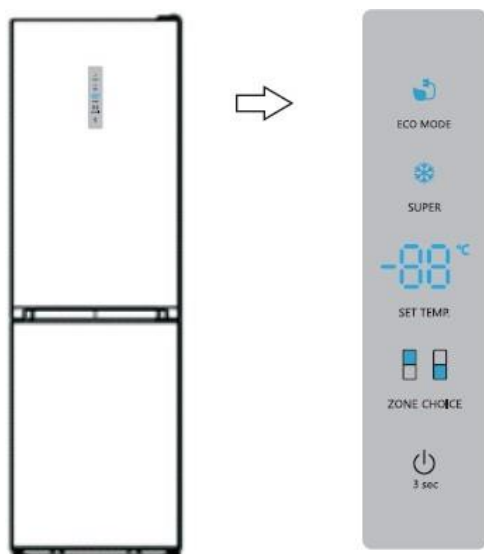 ECO MODE
SUPER
-88 °C
SET TEMP.
ZONE CHOICE
3 sec